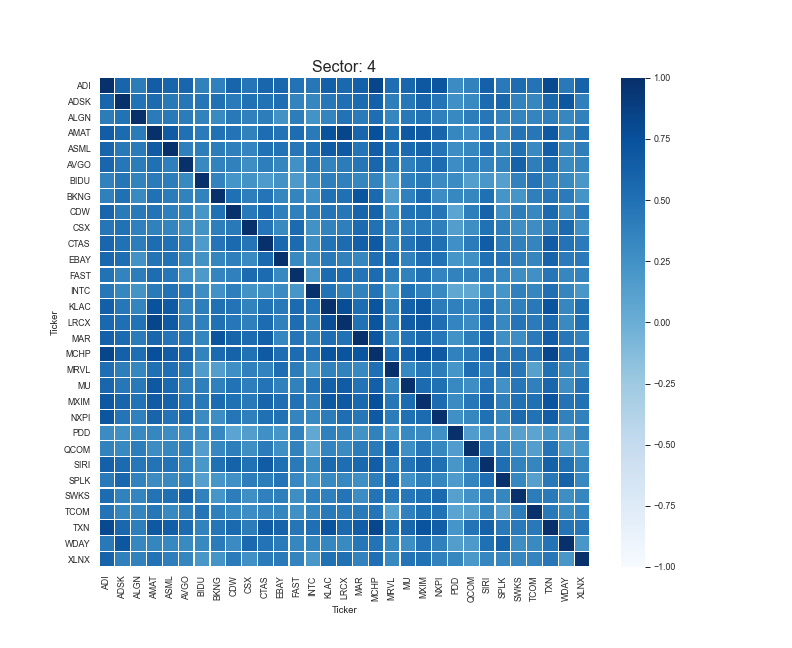 Sector: 4
ADI
ADSK
ALGN
AMAT
ASML
AVGO
BIDU
BKNG
CDW
CSX
CTAS
EBAY
FAST
INTC
KLAC
LRCX
MAR
MCHP
MRVL
MU
MXIM
NXPI
PDD
QCOM
SIRI
SPLK
SWKS
TCOM
TXN
WDAY
XLNX
Ticker
ADI ADSK ALGN AMAT ASML AVGO BIDU BKNG CDW CSX CTAS EBAY FAST INTC KLAC LRCX MAR MCHP MRVL MU MXIM NXPI PDD QCOM SIRI SPLK SWKS TCOM TXN WDAY XLNX
Ticker
1.00
0.75
0.50
0.25
0.00
−0.25
−0.50
−0.75
−1.00